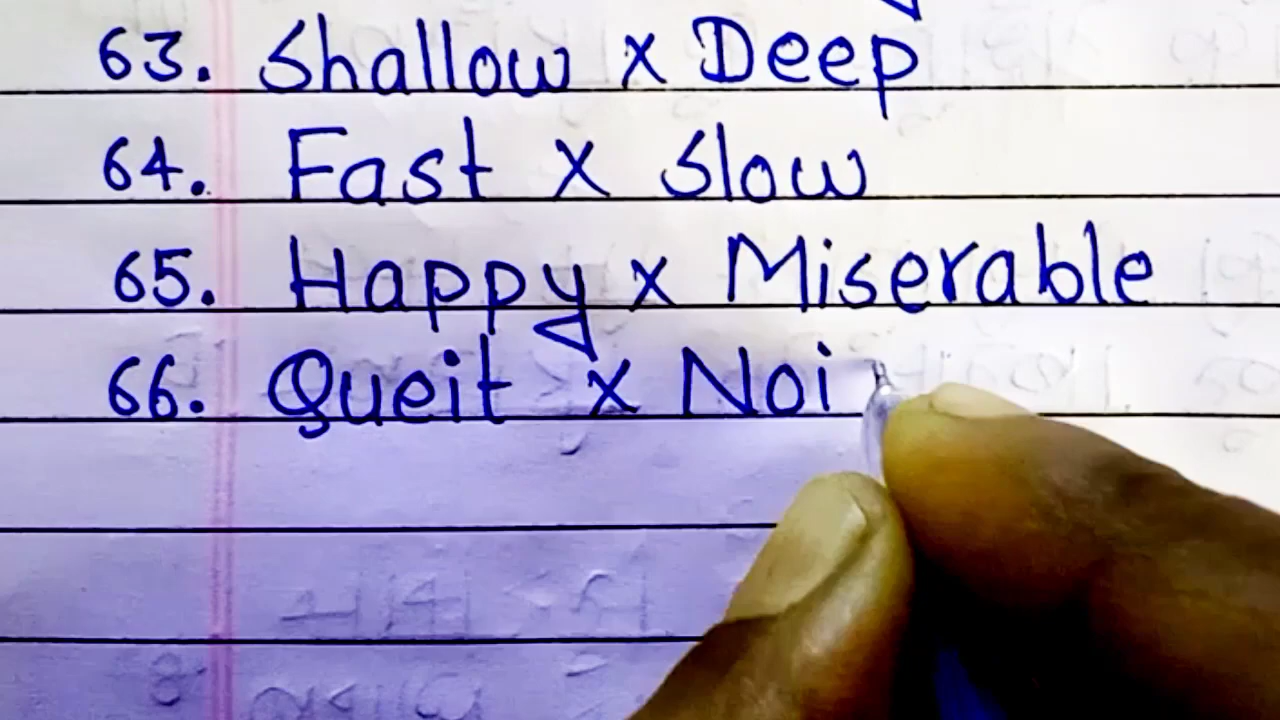 63. Shallow x Deep
64. Fast x Slow
65. Happy x Miserable
66. Queit x Noi